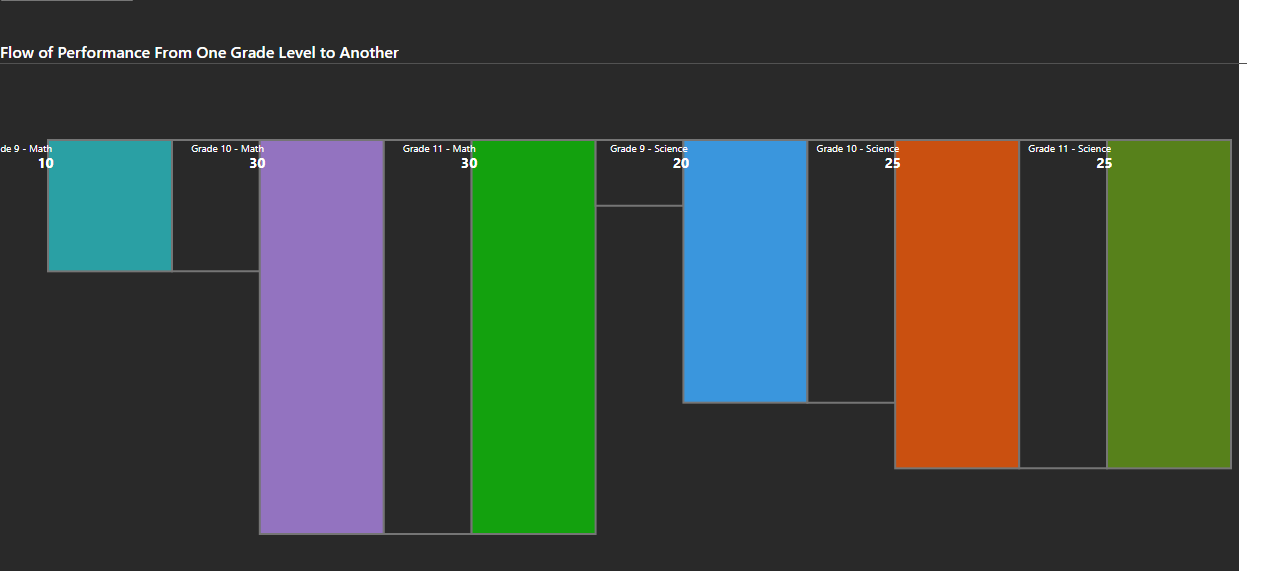 Flow of Performance From One Grade Level to Another
de 9 - Math
10
Grade 10 - Math
30
Grade 11 - Math
30
Grade 9 - Science
20
Grade 10 - Science
25
Grade 11 - Science
25